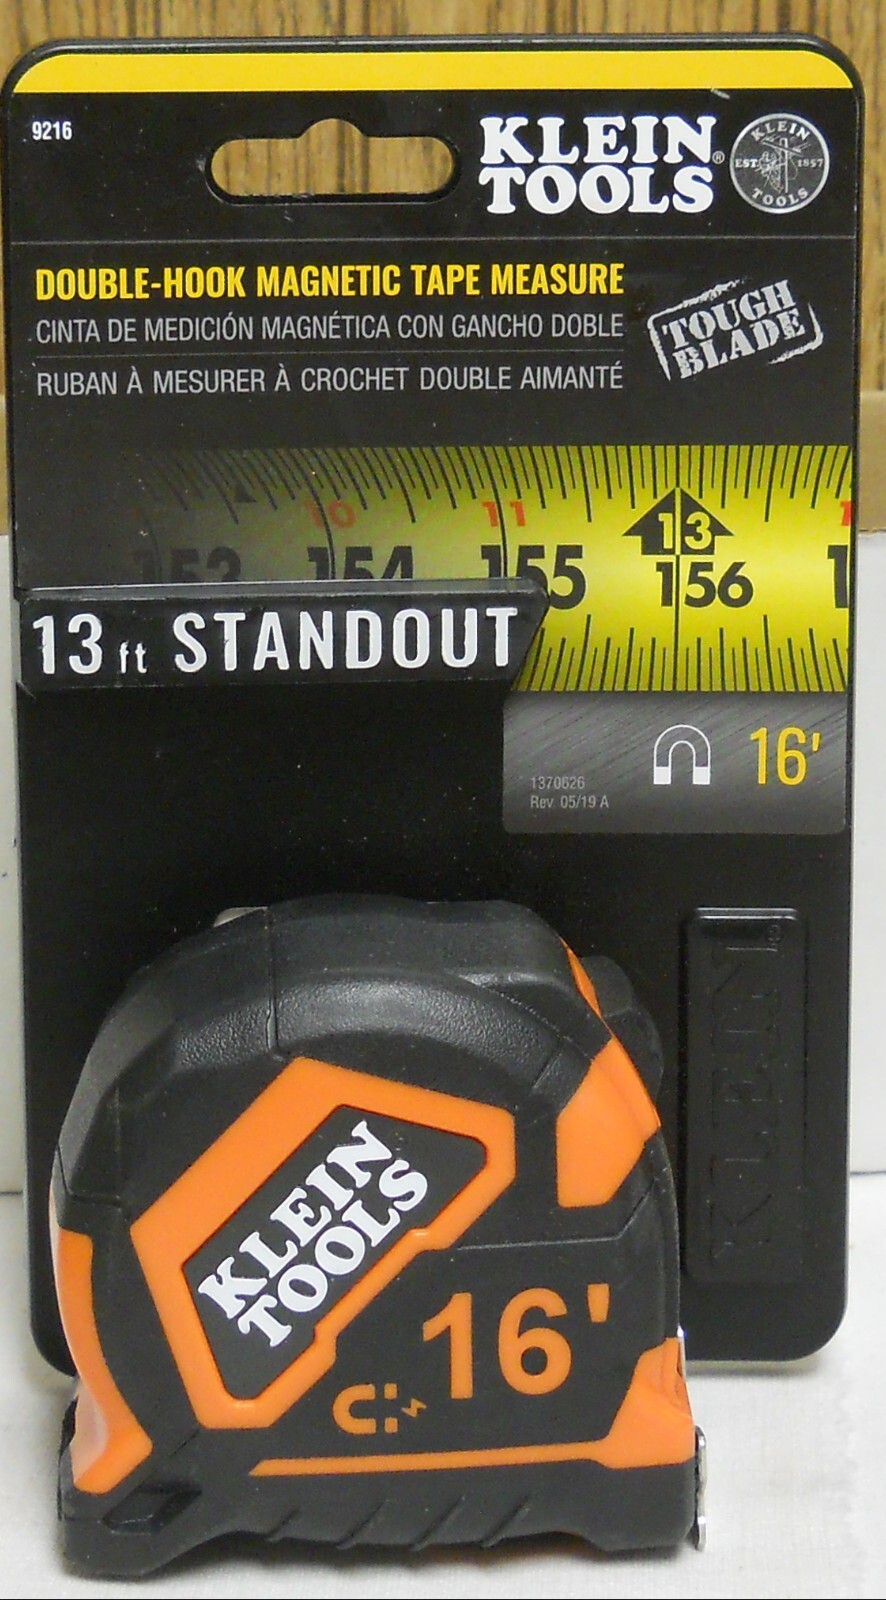 9216
KLEIN
TOOLS®
KLEIN
EST. 1857
TOOLS
DOUBLE-HOOK MAGNETIC TAPE MEASURE
CINTA DE MEDICIÓN MAGNÉTICA CON GANCHO DOBLE
RUBAN À MESURER À CROCHET DOUBLE AIMANTÉ
TOUGH
BLADE
10 11 13
153 154 155 156
13 ft STANDOUT
16'
1370626
Rev. 05/19 A
KLEIN
KLEIN
TOOLS
16'